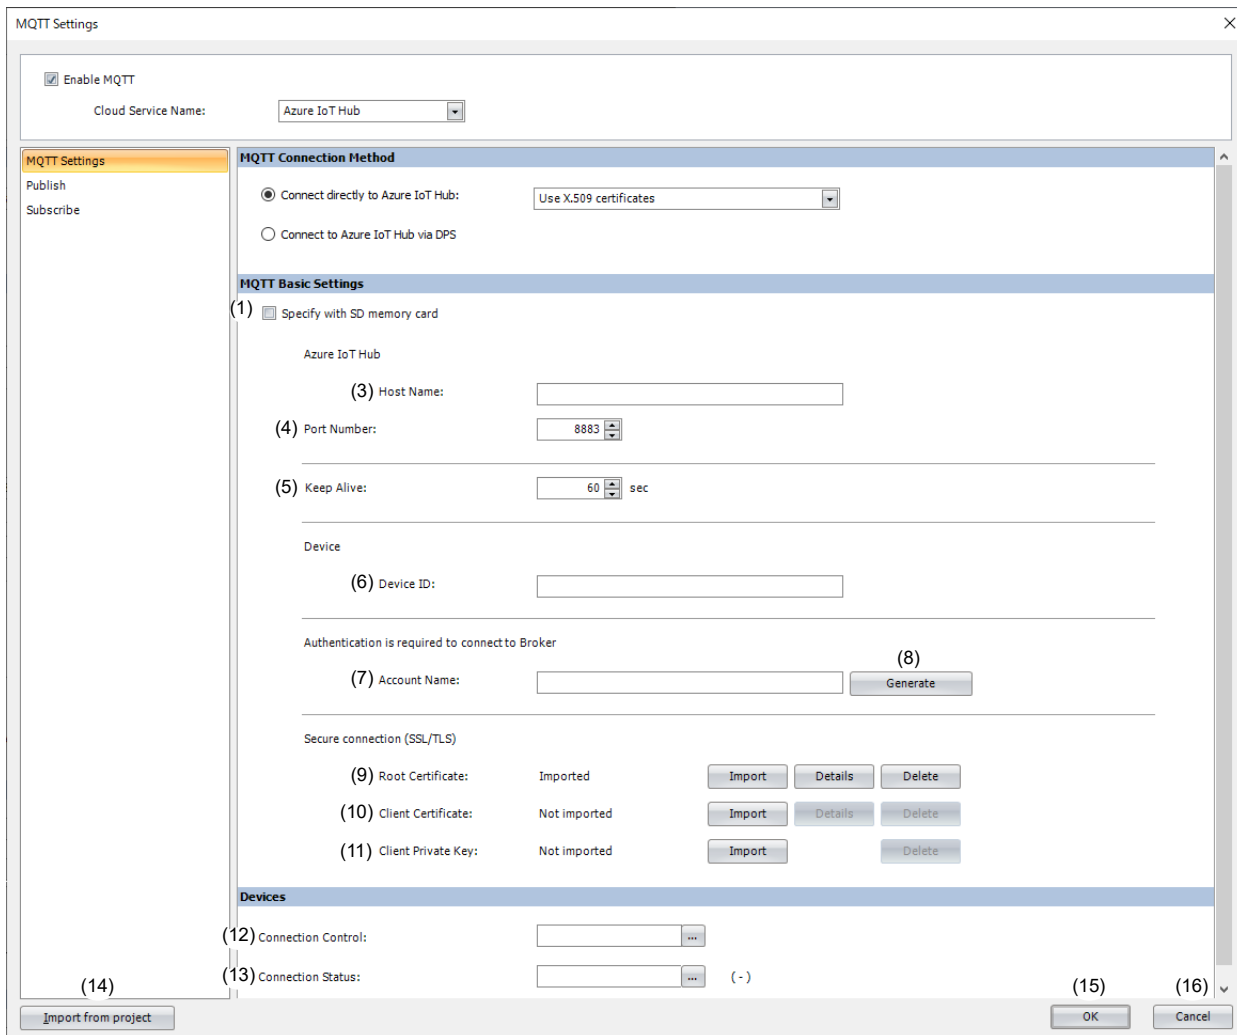 MQTT Settings
Enable MQTT
Cloud Service Name: Azure IoT Hub
MQTT Settings
Publish
Subscribe
MQTT Connection Method
Connect directly to Azure IoT Hub: Use X.509 certificates
Connect to Azure IoT Hub via DPS
MQTT Basic Settings
(1) Specify with SD memory card
Azure IoT Hub
(3) Host Name:
(4) Port Number: 8883
(5) Keep Alive: 60 sec
Device
(6) Device ID:
Authentication is required to connect to Broker
(8)
(7) Account Name: Generate
Secure connection (SSL/TLS)
(9) Root Certificate: Imported Import Details Delete
(10) Client Certificate: Not imported Import Details Delete
(11) Client Private Key: Not imported Import Delete
Devices
(12) Connection Control: ...
(13) Connection Status: ... (-)
(14) (15) (16)
Import from project OK Cancel